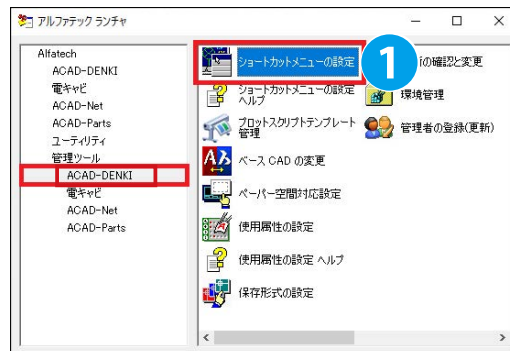 アルファテック ランチャ
Alfatech
ACAD-DENKI
電キャビ
ACAD-Net
ACAD-Parts
ユーティリティ
管理ツール
ACAD-DENKI
電キャビ
ACAD-Net
ACAD-Parts
ショートカットメニューの設定
ショートカットメニューの設定
ヘルプ
プロットスクリプトテンプレート
管理
ベース CAD の変更
ペーパー空間対応設定
使用属性の設定
使用属性の設定 ヘルプ
保存形式の設定
1
の確認と変更
環境管理
管理者の登録(更新)